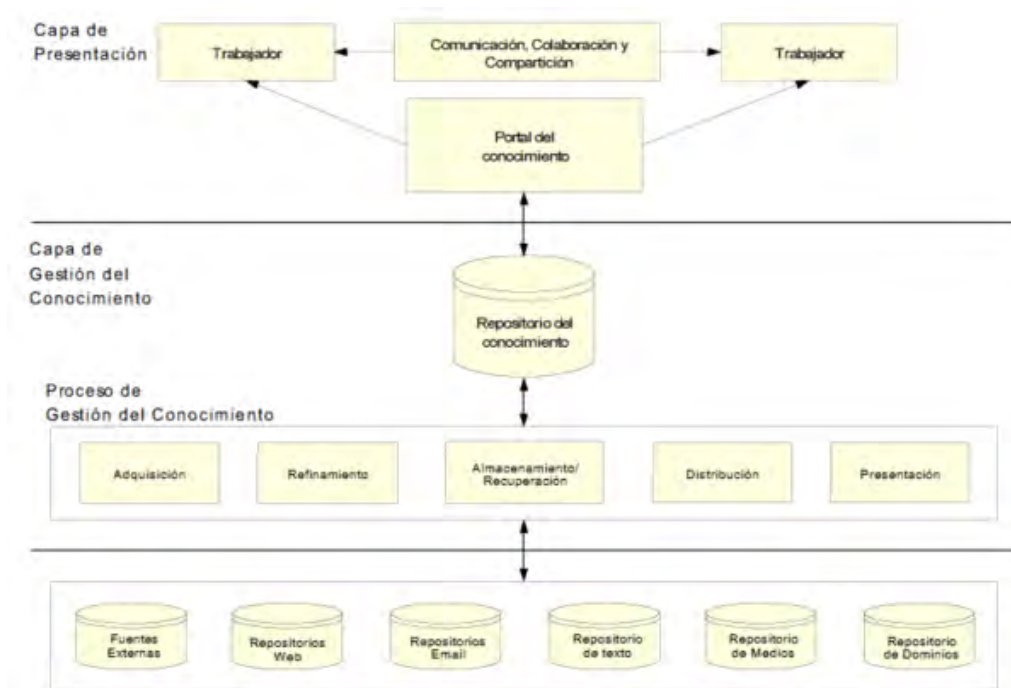 Capa de
Presentación
Trabajador
Comunicación, Colaboración y
Compartición
Trabajador
Portal del
conocimiento
Capa de
Gestión del
Conocimiento
Repositorio del
conocimiento
Proceso de
Gestión del Conocimiento
Adquisición
Refinamiento
Almacenamiento/
Recuperación
Distribución
Presentación
Fuentes
Externas
Repositorios
Web
Repositorios
Email
Repositorio
de texto
Repositorio
de Medios
Repositorio
de Dominios